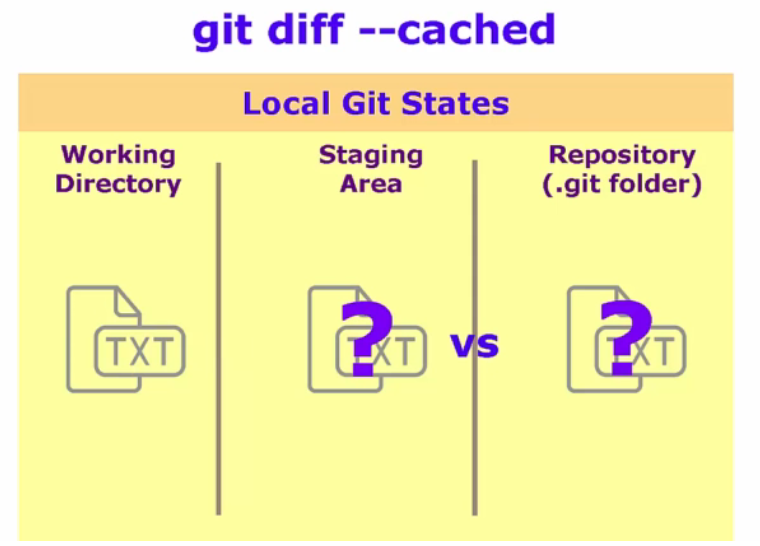 git diff --cached
Local Git States
Working
Directory
Staging
Area
Repository
(.git folder)
TXT
?
TXT
vs
?
TXT